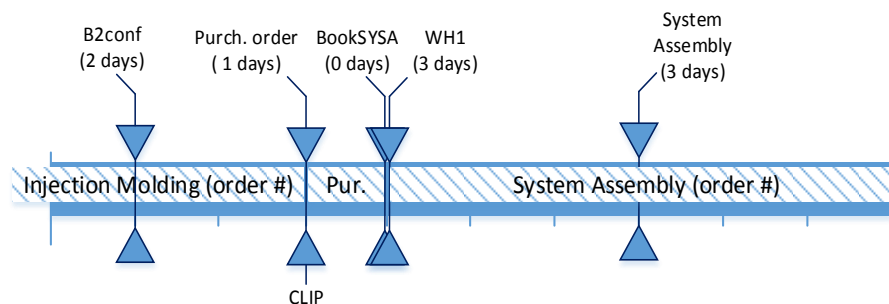 B2conf
(2 days)
Purch. order
( 1 days)
BookSYSA
(0 days)
WH1
(3 days)
System
Assembly
(3 days)
Injection Molding (order #)
Pur.
System Assembly (order #)
CLIP